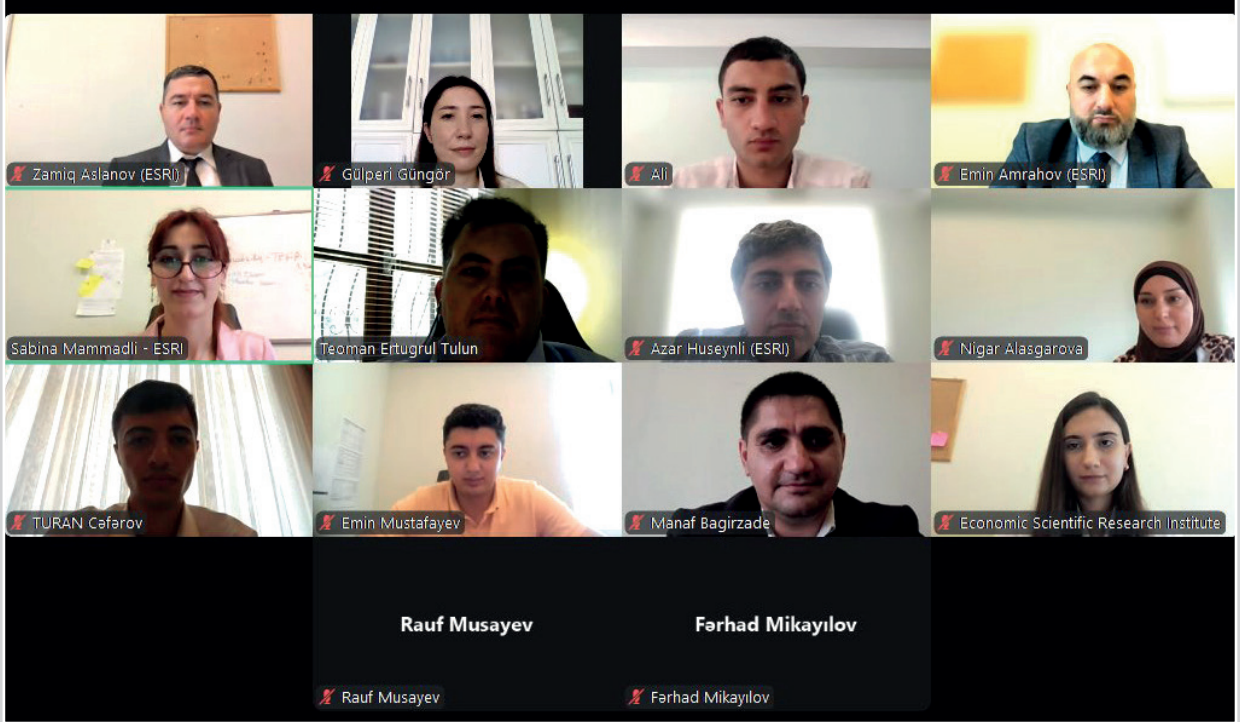 Zamiq Aslanov (ESRI)
Gülperi Güngör
Ali
Emin Amrahov (ESRI)
Sabina Mammadli - ESRI
Teoman Ertugrul Tulun
Azar Huseynli (ESRI)
Nigar Alasgarova
TURAN Cəfərov
Emin Mustafayev
Manaf Bagirzade
Economic Scientific Research Institute
Rauf Musayev
Fərhad Mikayılov
Rauf Musayev
Fərhad Mikayılov